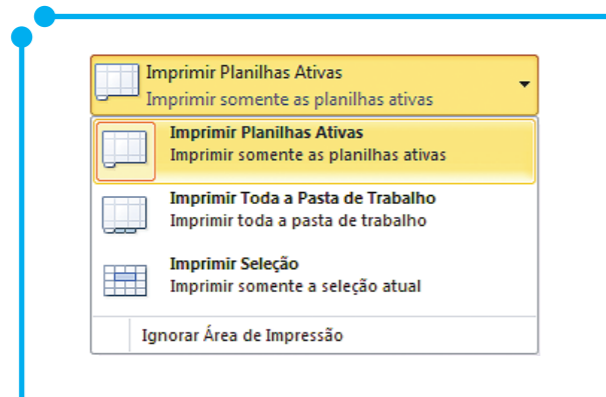 Imprimir Planilhas Ativas
Imprimir somente as planilhas ativas
Imprimir Planilhas Ativas
Imprimir somente as planilhas ativas
Imprimir Toda a Pasta de Trabalho
Imprimir toda a pasta de trabalho
Imprimir Seleção
Imprimir somente a seleção atual
Ignorar Área de Impressão